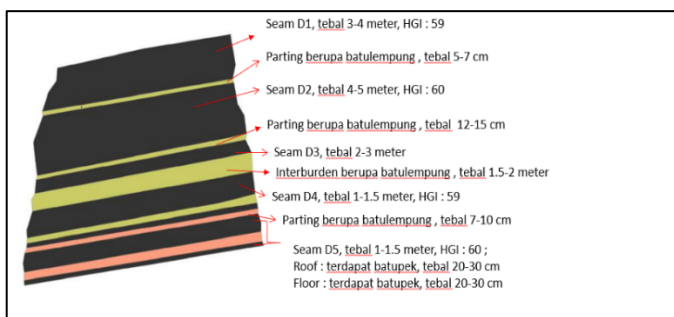 Seam D1, tebal 3-4 meter, HGI : 59
Parting berupa batulempung , tebal 5-7 cm
Seam D2, tebal 4-5 meter, HGI : 60
Parting berupa batulempung , tebal 12-15 cm
Seam D3, tebal 2-3 meter
Interburden berupa batulempung , tebal 1.5-2 meter
Seam D4, tebal 1-1.5 meter, HGI : 59
Parting berupa batulempung , tebal 7-10 cm
Seam D5, tebal 1-1.5 meter, HGI : 60 ;
Roof : terdapat batupek, tebal 20-30 cm
Floor : terdapat batupek, tebal 20-30 cm